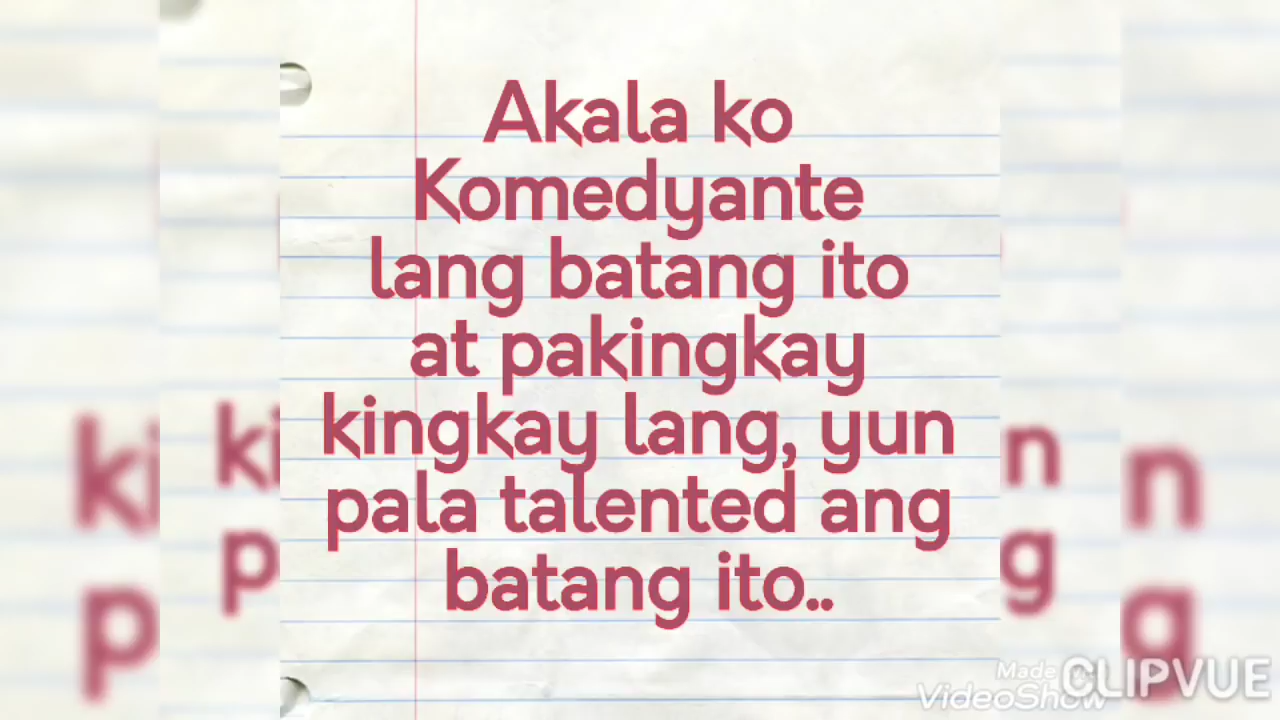 Akala ko
Komedyante
lang batang ito
at pakingkay
kingkay lang, yun
pala talented ang
batang ito..
Made with
VideoShow
CLIPVUE